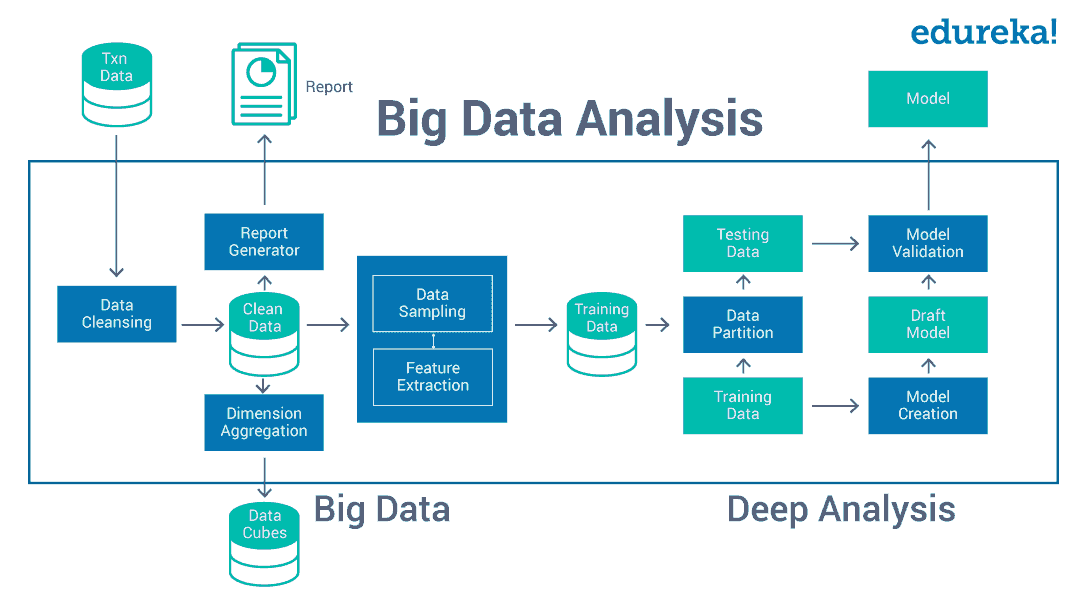 edureka!
Txn
Data
Report
Big Data Analysis
Model
Report
Generator
Testing
Data
Model
Validation
Data
Cleansing
Clean
Data
Data
Sampling
Feature
Extraction
Training
Data
Data
Partition
Draft
Model
Dimension
Aggregation
Training
Data
Model
Creation
Data
Cubes
Big Data
Deep Analysis